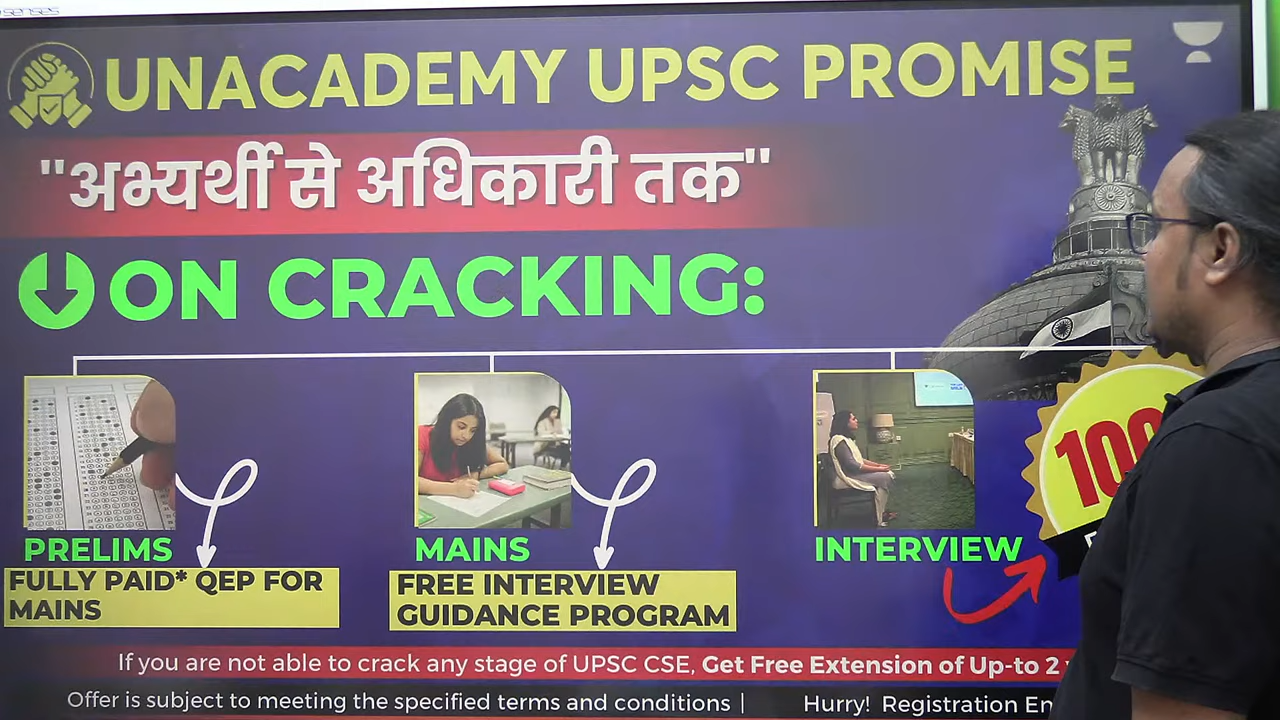 UNACADEMY UPSC PROMISE
"अभ्यर्थी से अधिकारी तक"
ON CRACKING:
PRELIMS
FULLY PAID* QEP FOR
MAINS
MAINS
FREE INTERVIEW
GUIDANCE PROGRAM
INTERVIEW
100
If you are not able to crack any stage of UPSC CSE, Get Free Extension of Up-to 2
Offer is subject to meeting the specified terms and conditions | Hurry! Registration